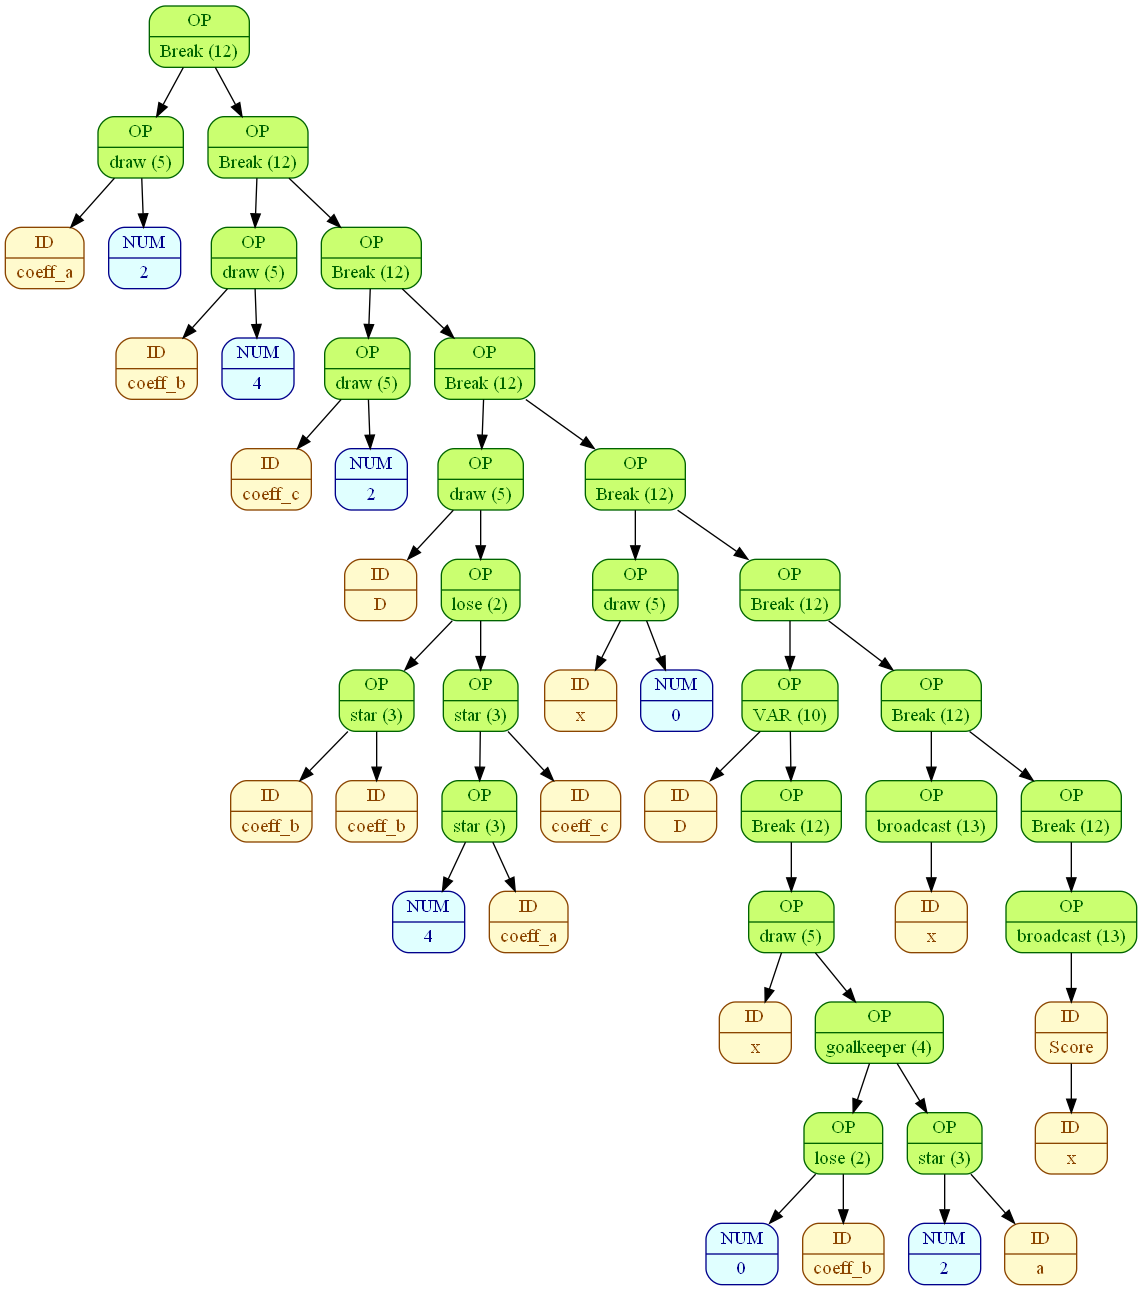 OP
Break (12)
OP
draw (5)
OP
Break (12)
ID
coeff_a
NUM
2
OP
draw (5)
OP
Break (12)
ID
coeff_b
NUM
4
OP
draw (5)
OP
Break (12)
ID
coeff_c
NUM
2
OP
draw (5)
OP
Break (12)
ID
D
OP
lose (2)
OP
draw (5)
OP
Break (12)
OP
star (3)
OP
star (3)
ID
x
NUM
0
OP
VAR (10)
OP
Break (12)
ID
coeff_b
ID
coeff_b
OP
star (3)
ID
coeff_c
ID
D
OP
Break (12)
OP
broadcast (13)
OP
Break (12)
NUM
4
ID
coeff_a
OP
draw (5)
ID
x
OP
broadcast (13)
ID
x
OP
goalkeeper (4)
ID
Score
OP
lose (2)
OP
star (3)
ID
x
NUM
0
ID
coeff_b
NUM
2
ID
a